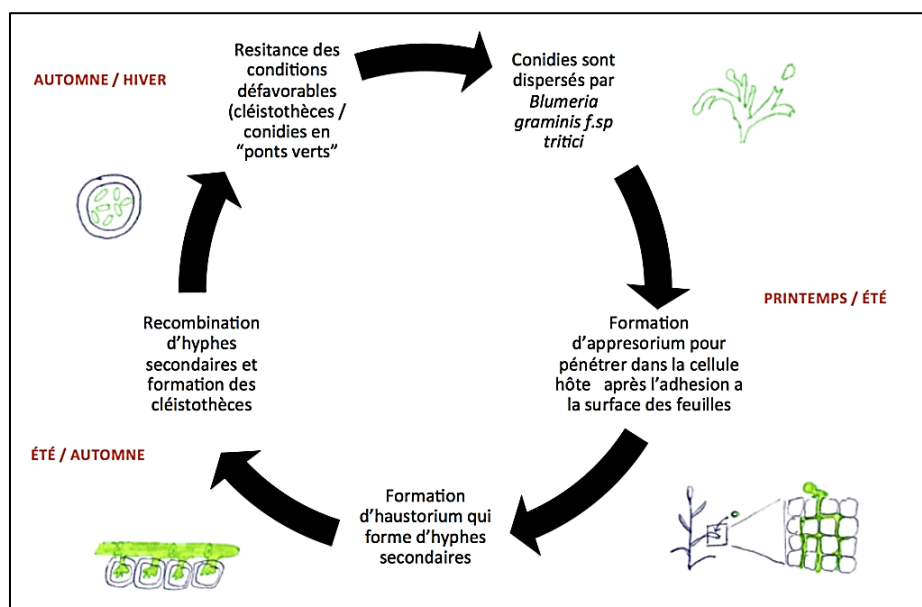 Resitance des
conditions
défavorables
(cléistothèces /
conidies en
"ponts verts"
AUTOMNE / HIVER
Conidies sont
dispersés par
Blumeria
graminis f.sp
tritici
PRINTEMPS / ÉTÉ
Formation
d'appresorium pour
pénétrer dans la cellule
hôte après l'adhesion a
la surface des feuilles
Formation
d'haustorium qui
forme d'hyphes
secondaires
ÉTÉ / AUTOMNE
Recombination
d'hyphes
secondaires et
formation des
cléistothèces